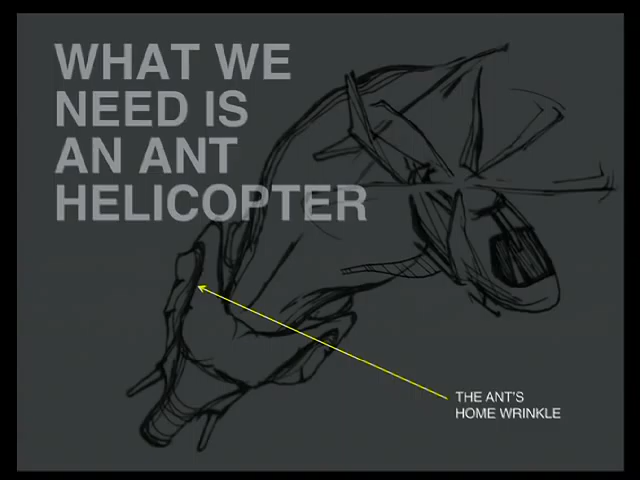 WHAT WE
NEED IS
AN ANT
HELICOPTER
THE ANT'S
HOME WRINKLE